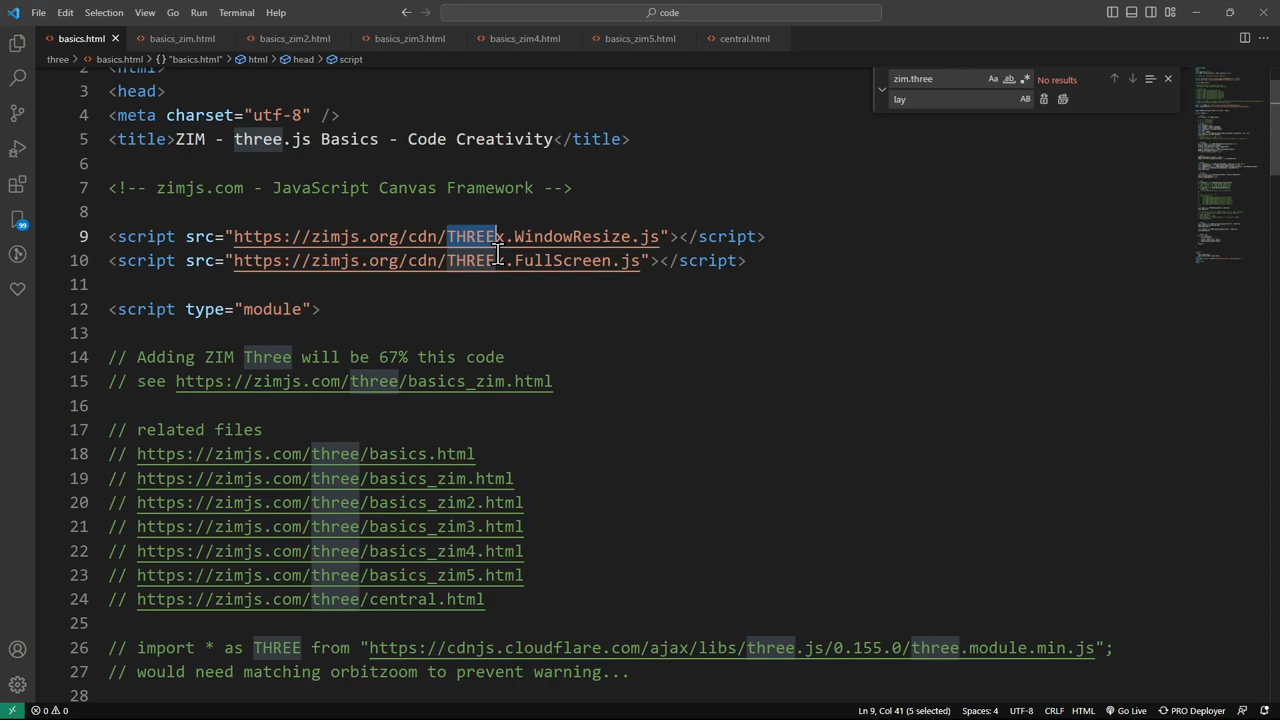 File Edit Selection View Go Run Terminal Help
code
basics.html basics_zim.html basics_zim2.html basics_zim3.html basics_zim4.html basics_zim5.html central.html
three > basics.html > {} "basics.html" > html > head > script
zim.three Aa ab .* No results
lay AB
2 <html>
3 <head>
4 <meta charset="utf-8" />
5 <title>ZIM - three.js Basics - Code Creativity</title>
6
7 <!-- zimjs.com - JavaScript Canvas Framework -->
8
9 <script src="https://zimjs.org/cdn/THREEx.WindowResize.js"></script>
10 <script src="https://zimjs.org/cdn/THREEx.FullScreen.js"></script>
11
12 <script type="module">
13
14 // Adding ZIM Three will be 67% this code
15 // see https://zimjs.com/three/basics_zim.html
16
17 // related files
18 // https://zimjs.com/three/basics.html
19 // https://zimjs.com/three/basics_zim.html
20 // https://zimjs.com/three/basics_zim2.html
21 // https://zimjs.com/three/basics_zim3.html
22 // https://zimjs.com/three/basics_zim4.html
23 // https://zimjs.com/three/basics_zim5.html
24 // https://zimjs.com/three/central.html
25
26 // import * as THREE from "https://cdnjs.cloudflare.com/ajax/libs/three.js/0.155.0/three.module.min.js";
27 // would need matching orbitzoom to prevent warning...
28
99
0 0 Ln 9, Col 41 (5 selected) Spaces: 4 UTF-8 CRLF HTML Go Live PRO Deployer